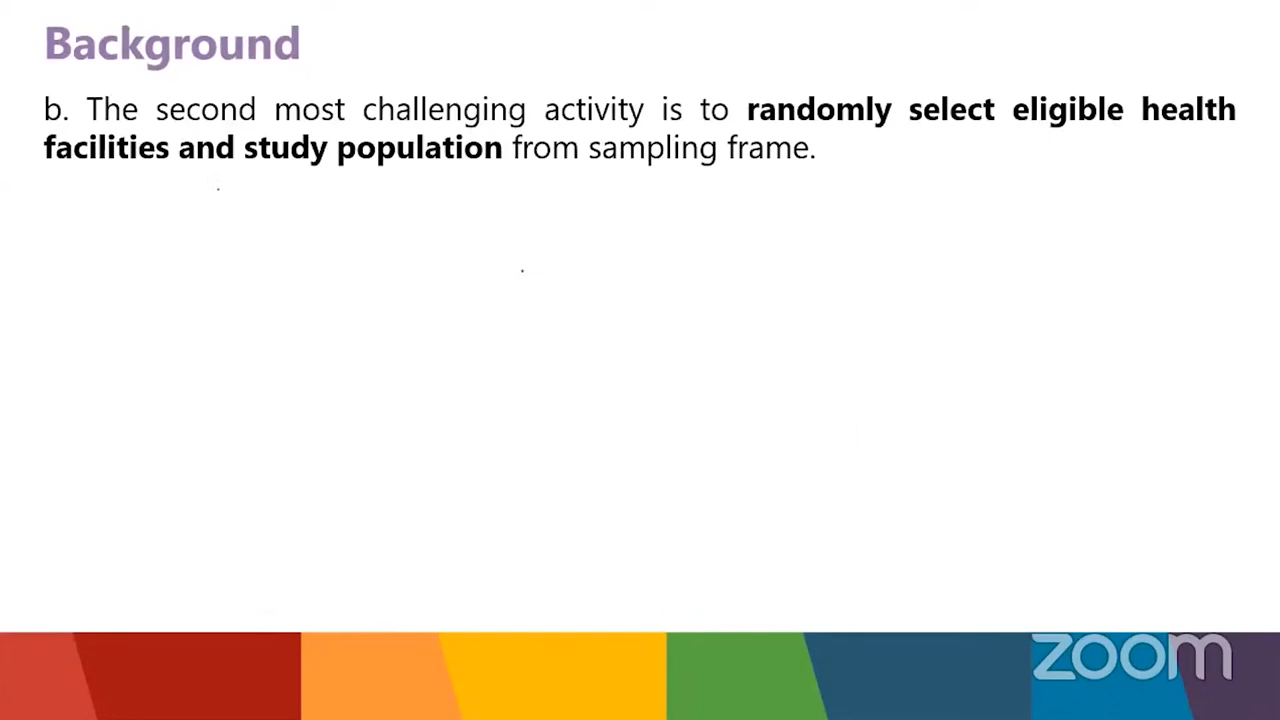 Background
b. The second most challenging activity is to randomly select eligible health
facilities and study population from sampling frame.
zoom